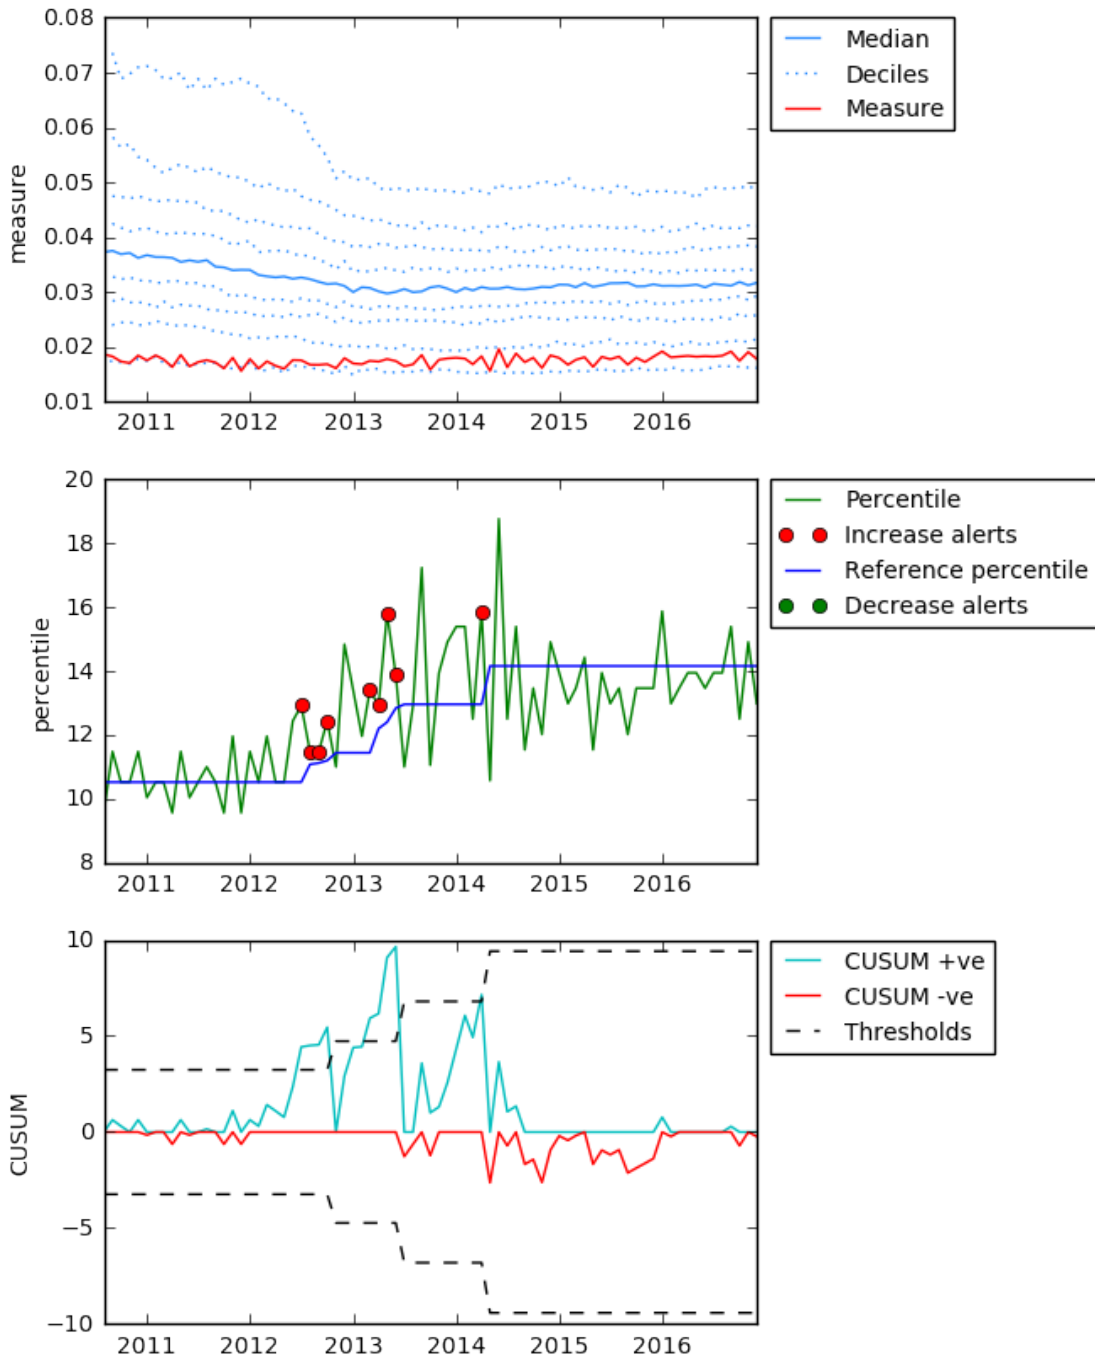 0.08
0.07
0.06
0.05
0.04
0.03
0.02
0.01
measure
2011 2012 2013 2014 2015 2016
Median
Deciles
Measure
20
18
16
14
12
10
8
percentile
2011 2012 2013 2014 2015 2016
Percentile
Increase alerts
Reference percentile
Decrease alerts
10
5
0
−5
−10
CUSUM
2011 2012 2013 2014 2015 2016
CUSUM +ve
CUSUM -ve
Thresholds